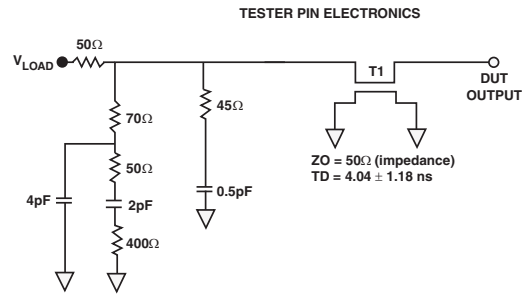 TESTER PIN ELECTRONICS
50Ω
VLOAD
T1
DUT
OUTPUT
70Ω
45Ω
50Ω
ZO = 50Ω (impedance)
TD = 4.04 ± 1.18 ns
4pF
2pF
0.5pF
400Ω